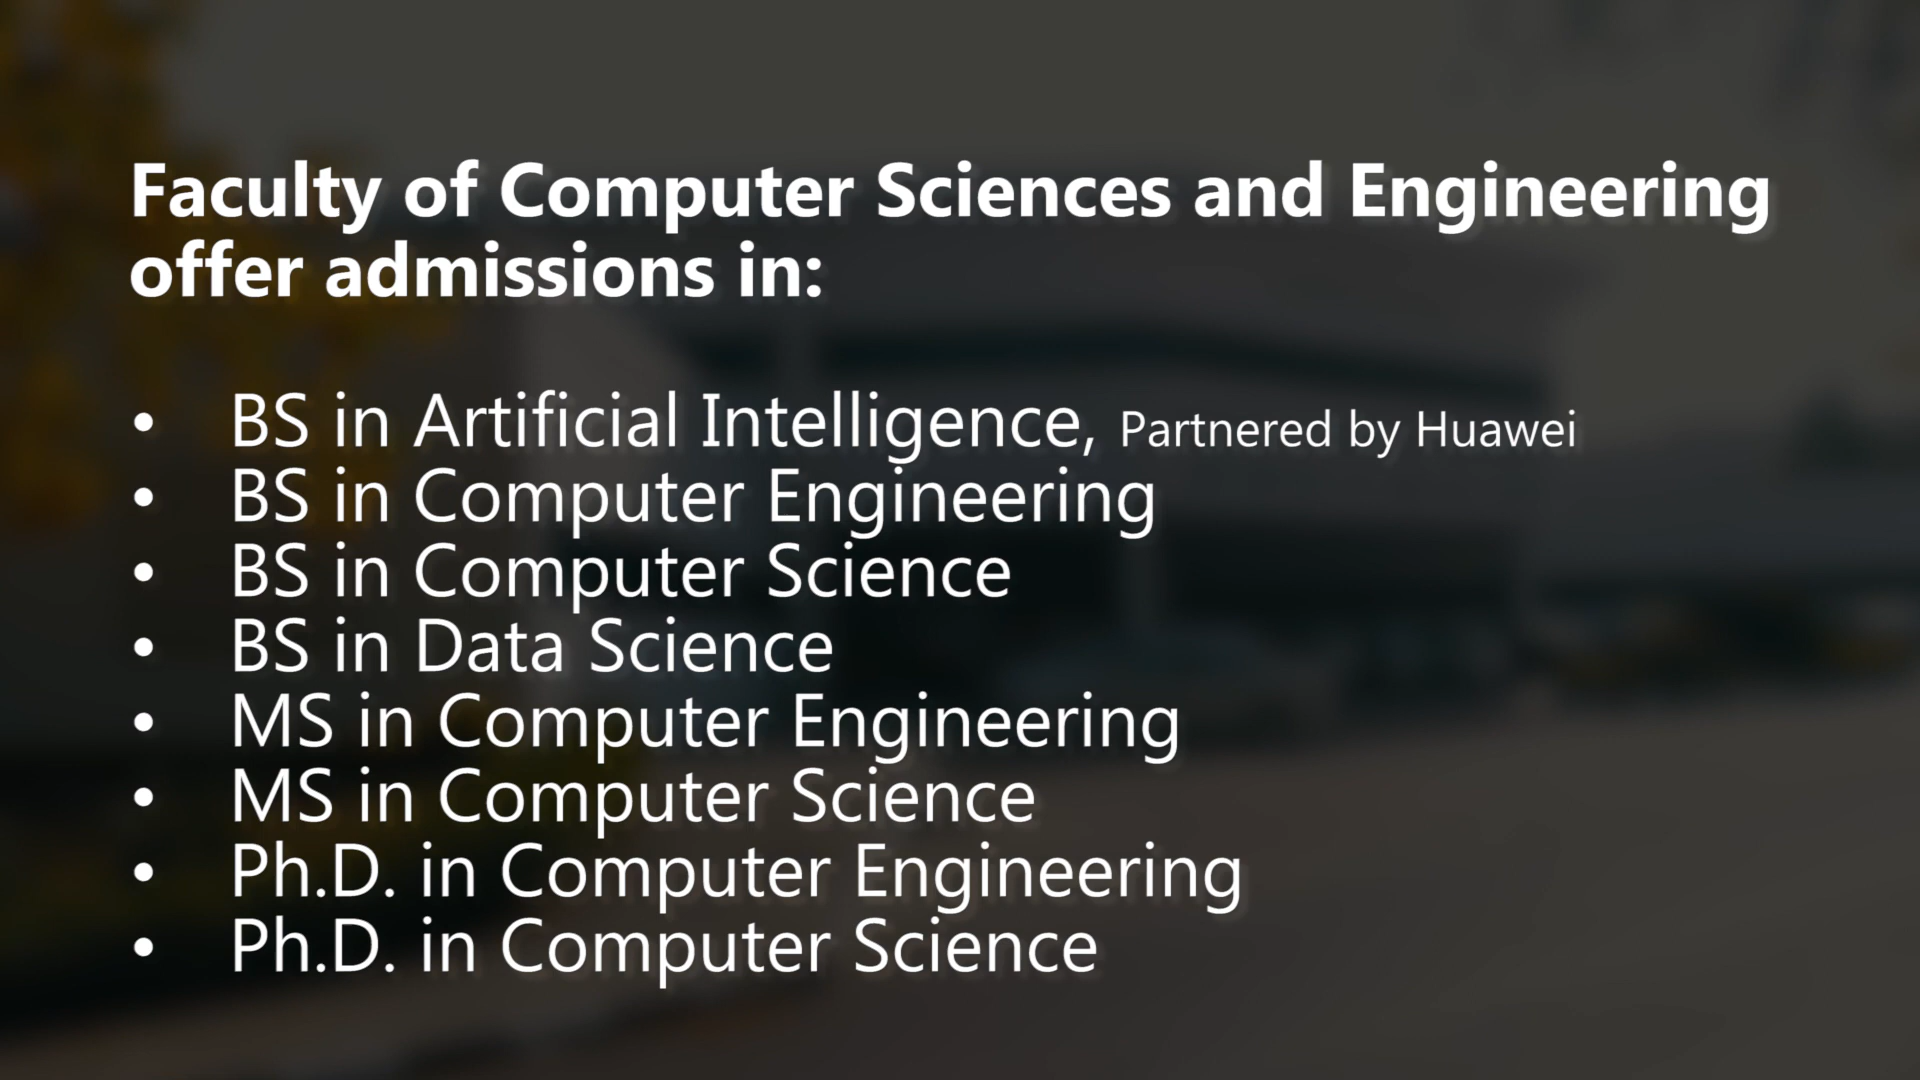 Faculty of Computer Sciences and Engineering
offer admissions in:
• BS in Artificial Intelligence, Partnered by Huawei
• BS in Computer Engineering
• BS in Computer Science
• BS in Data Science
• MS in Computer Engineering
• MS in Computer Science
• Ph.D. in Computer Engineering
• Ph.D. in Computer Science